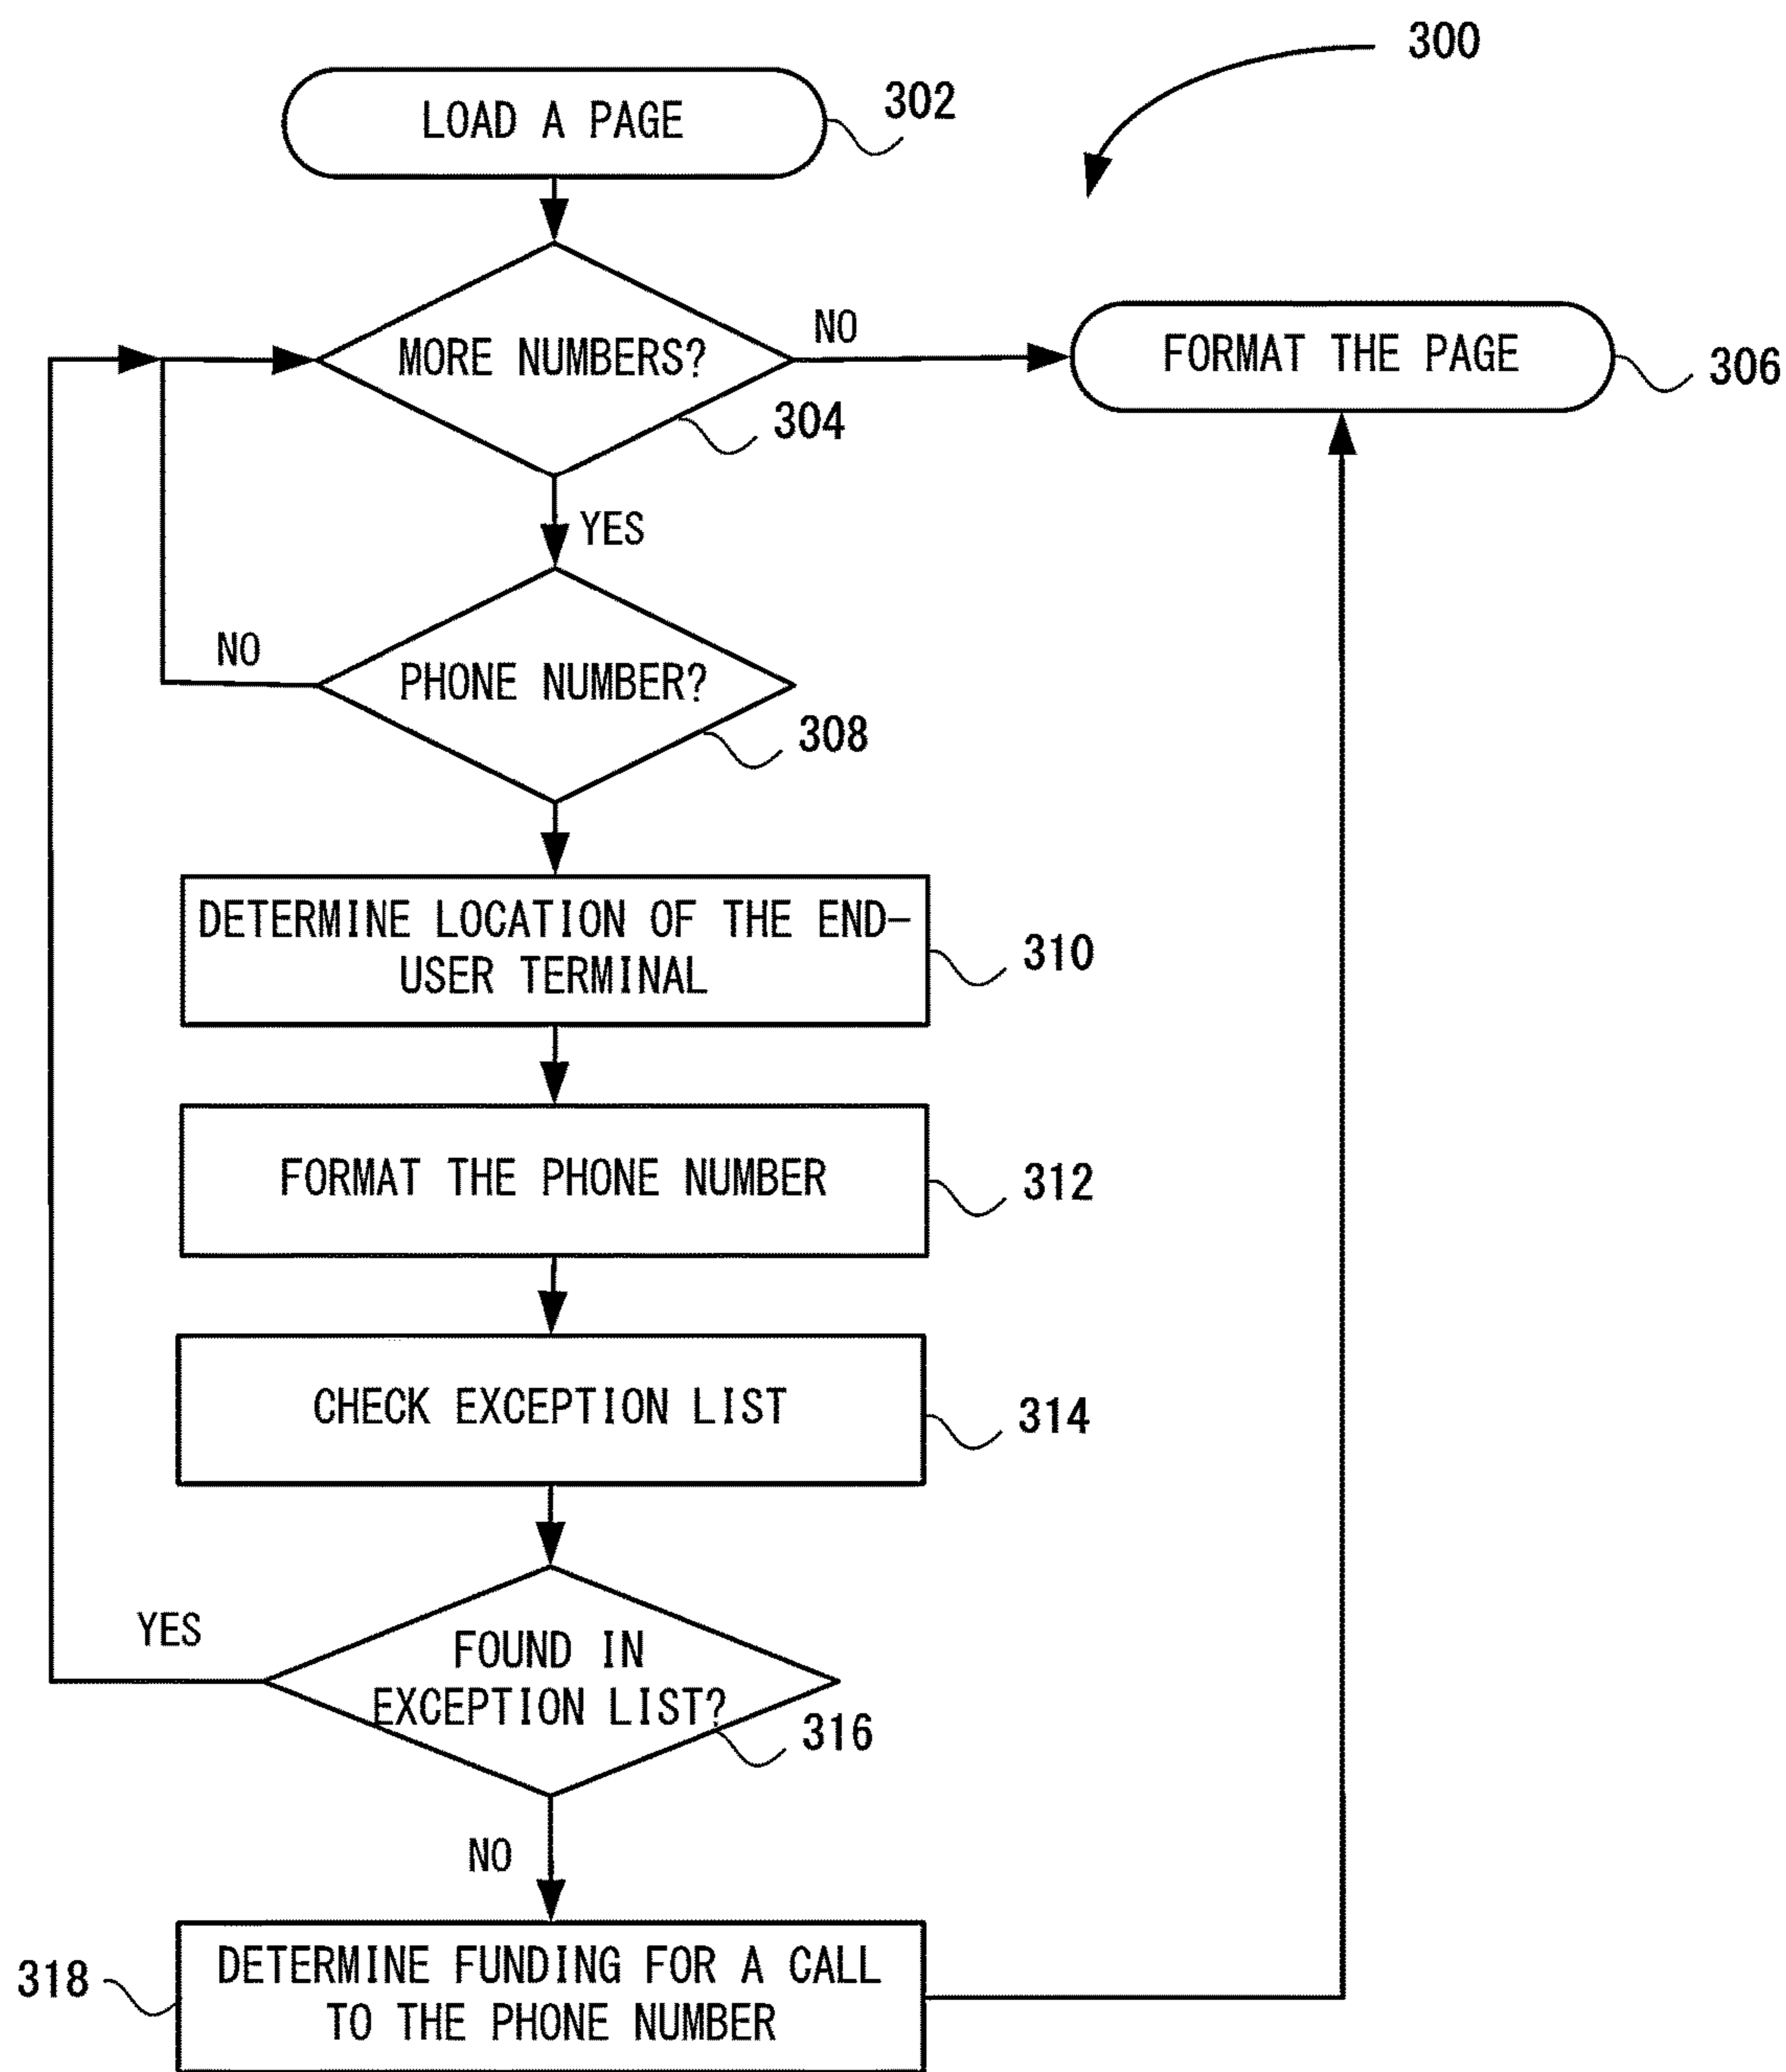 300
LOAD A PAGE
302
MORE NUMBERS?
304
NO
FORMAT THE PAGE
306
YES
PHONE NUMBER?
308
NO
DETERMINE LOCATION OF THE END-
USER TERMINAL
310
FORMAT THE PHONE NUMBER
312
CHECK EXCEPTION LIST
314
YES
FOUND IN
EXCEPTION LIST?
316
NO
318
DETERMINE FUNDING FOR A CALL
TO THE PHONE NUMBER